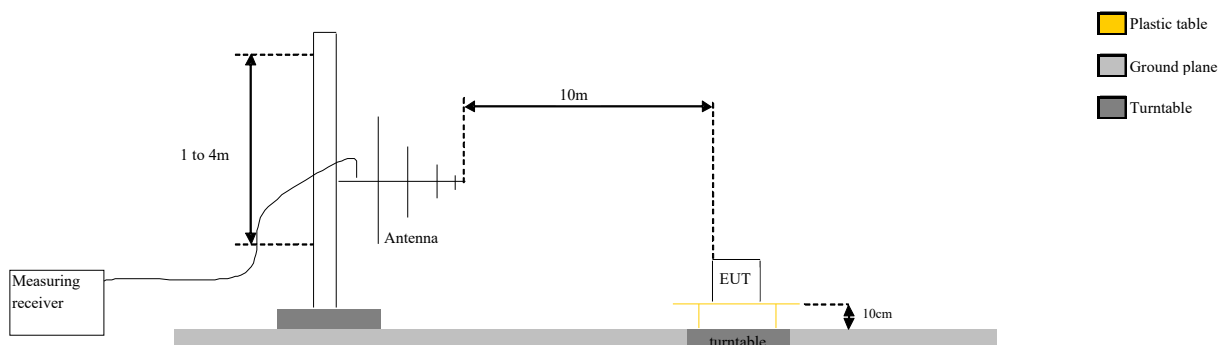 Plastic table
10m
Ground plane
Turntable
1 to 4m
Antenna
Measuring
receiver
EUT
10cm
turntable